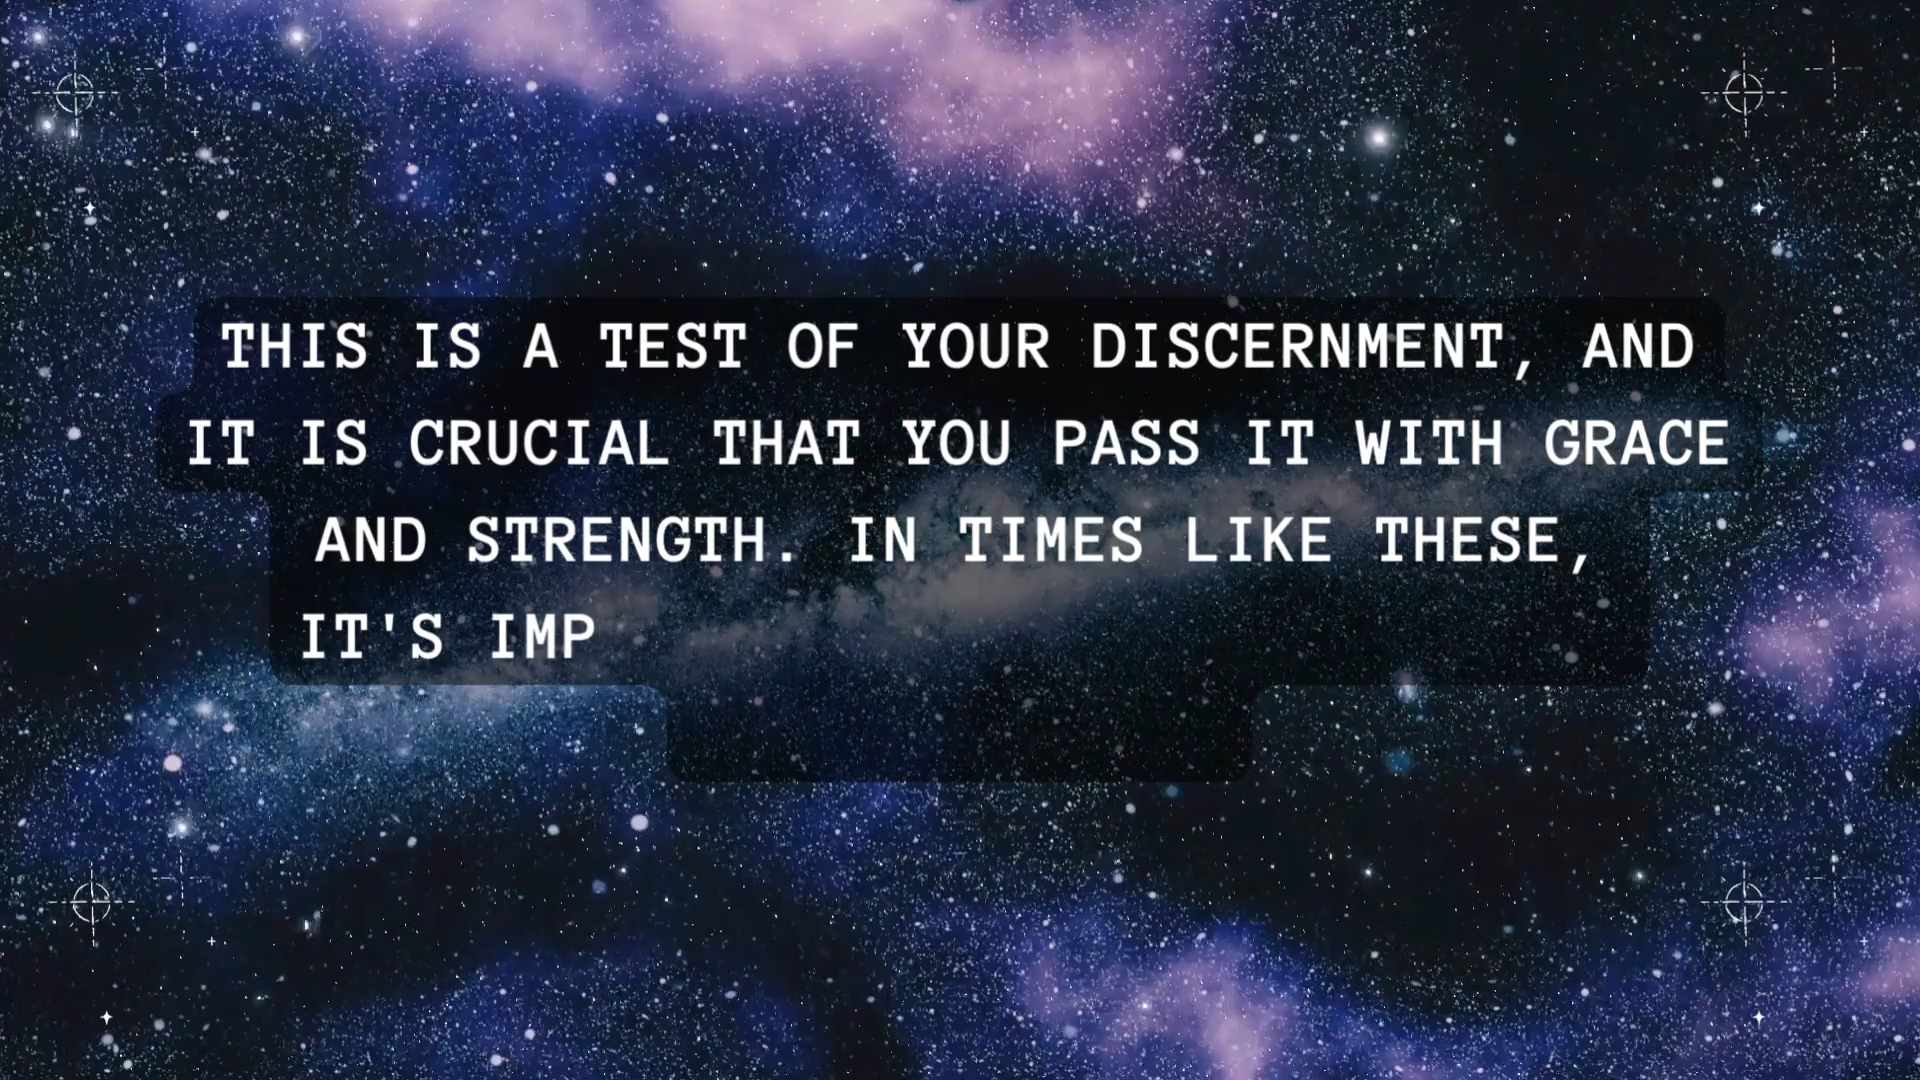 THIS IS A TEST OF YOUR DISCERNMENT, AND
IT IS CRUCIAL THAT YOU PASS IT WITH GRACE
AND STRENGTH. IN TIMES LIKE THESE,
IT'S IMP